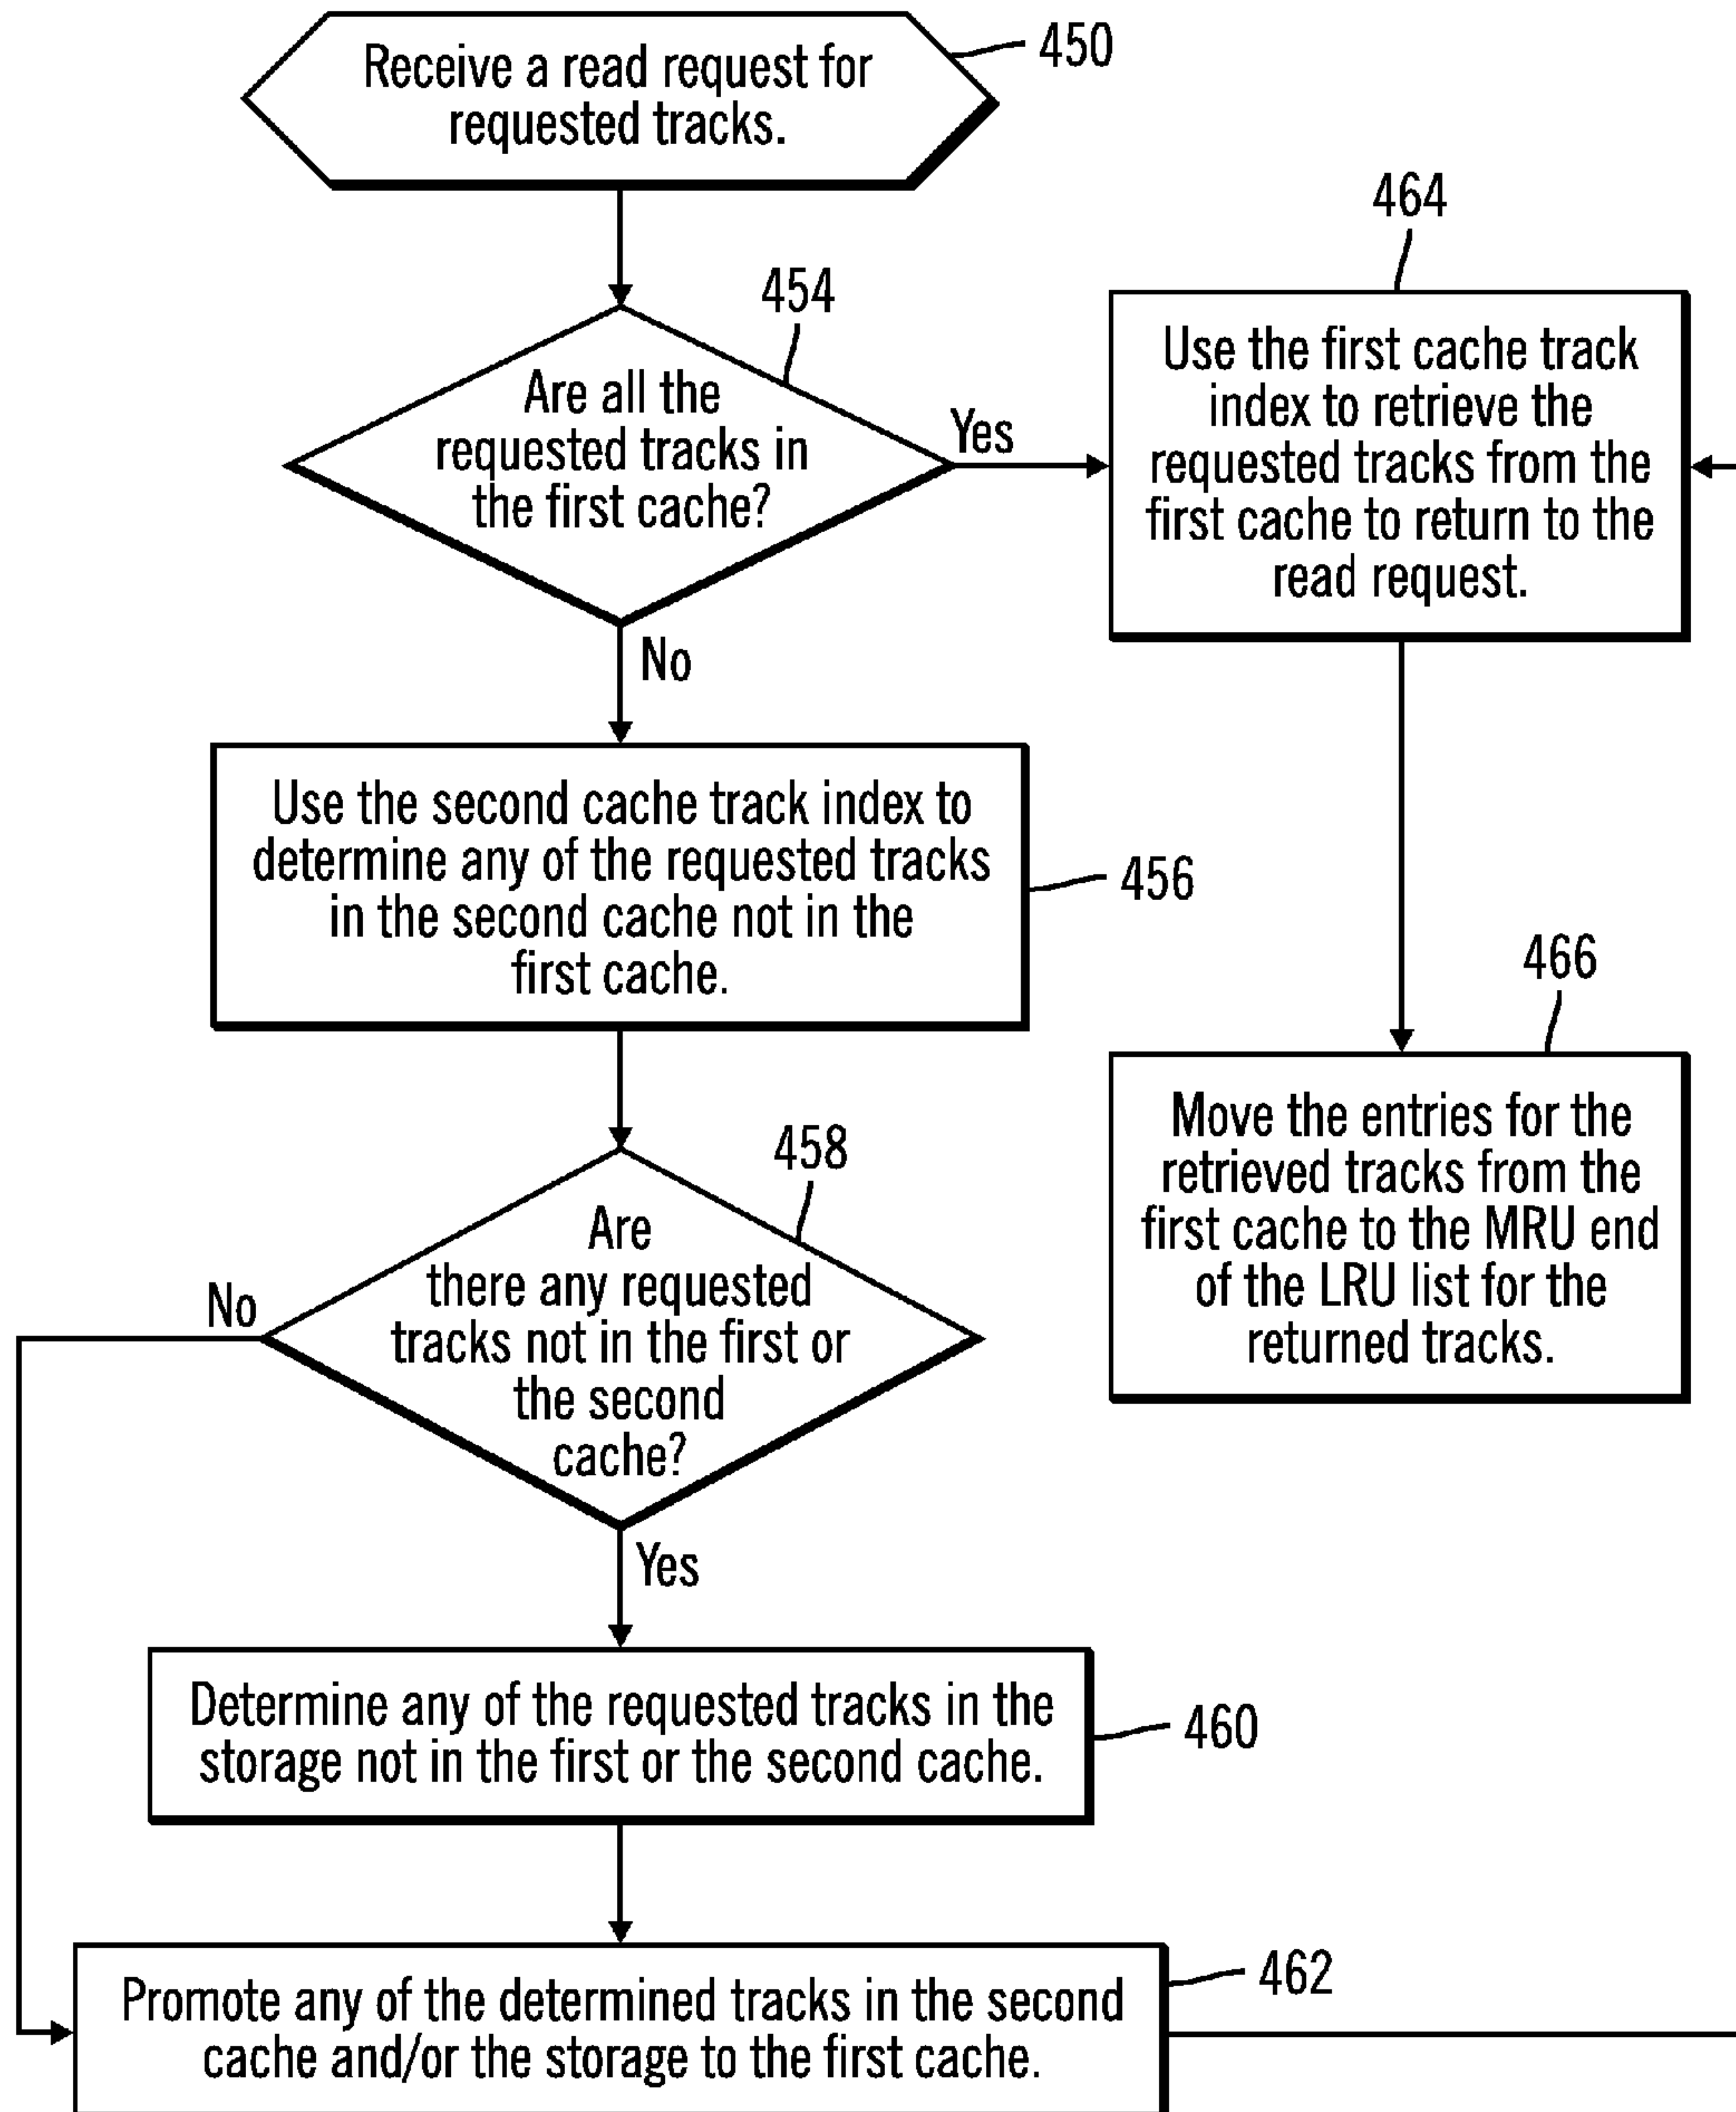 Receive a read request for
requested tracks.
450
454
Are all the
requested tracks in
the first cache?
Yes
No
464
Use the first cache track
index to retrieve the
requested tracks from the
first cache to return to the
read request.
Use the second cache track index to
determine any of the requested tracks
in the second cache not in the
first cache.
456
466
Move the entries for the
retrieved tracks from the
first cache to the MRU end
of the LRU list for the
returned tracks.
458
Are
there any requested
tracks not in the first or
the second
cache?
No
Yes
Determine any of the requested tracks in the
storage not in the first or the second cache.
460
Promote any of the determined tracks in the second
cache and/or the storage to the first cache.
462